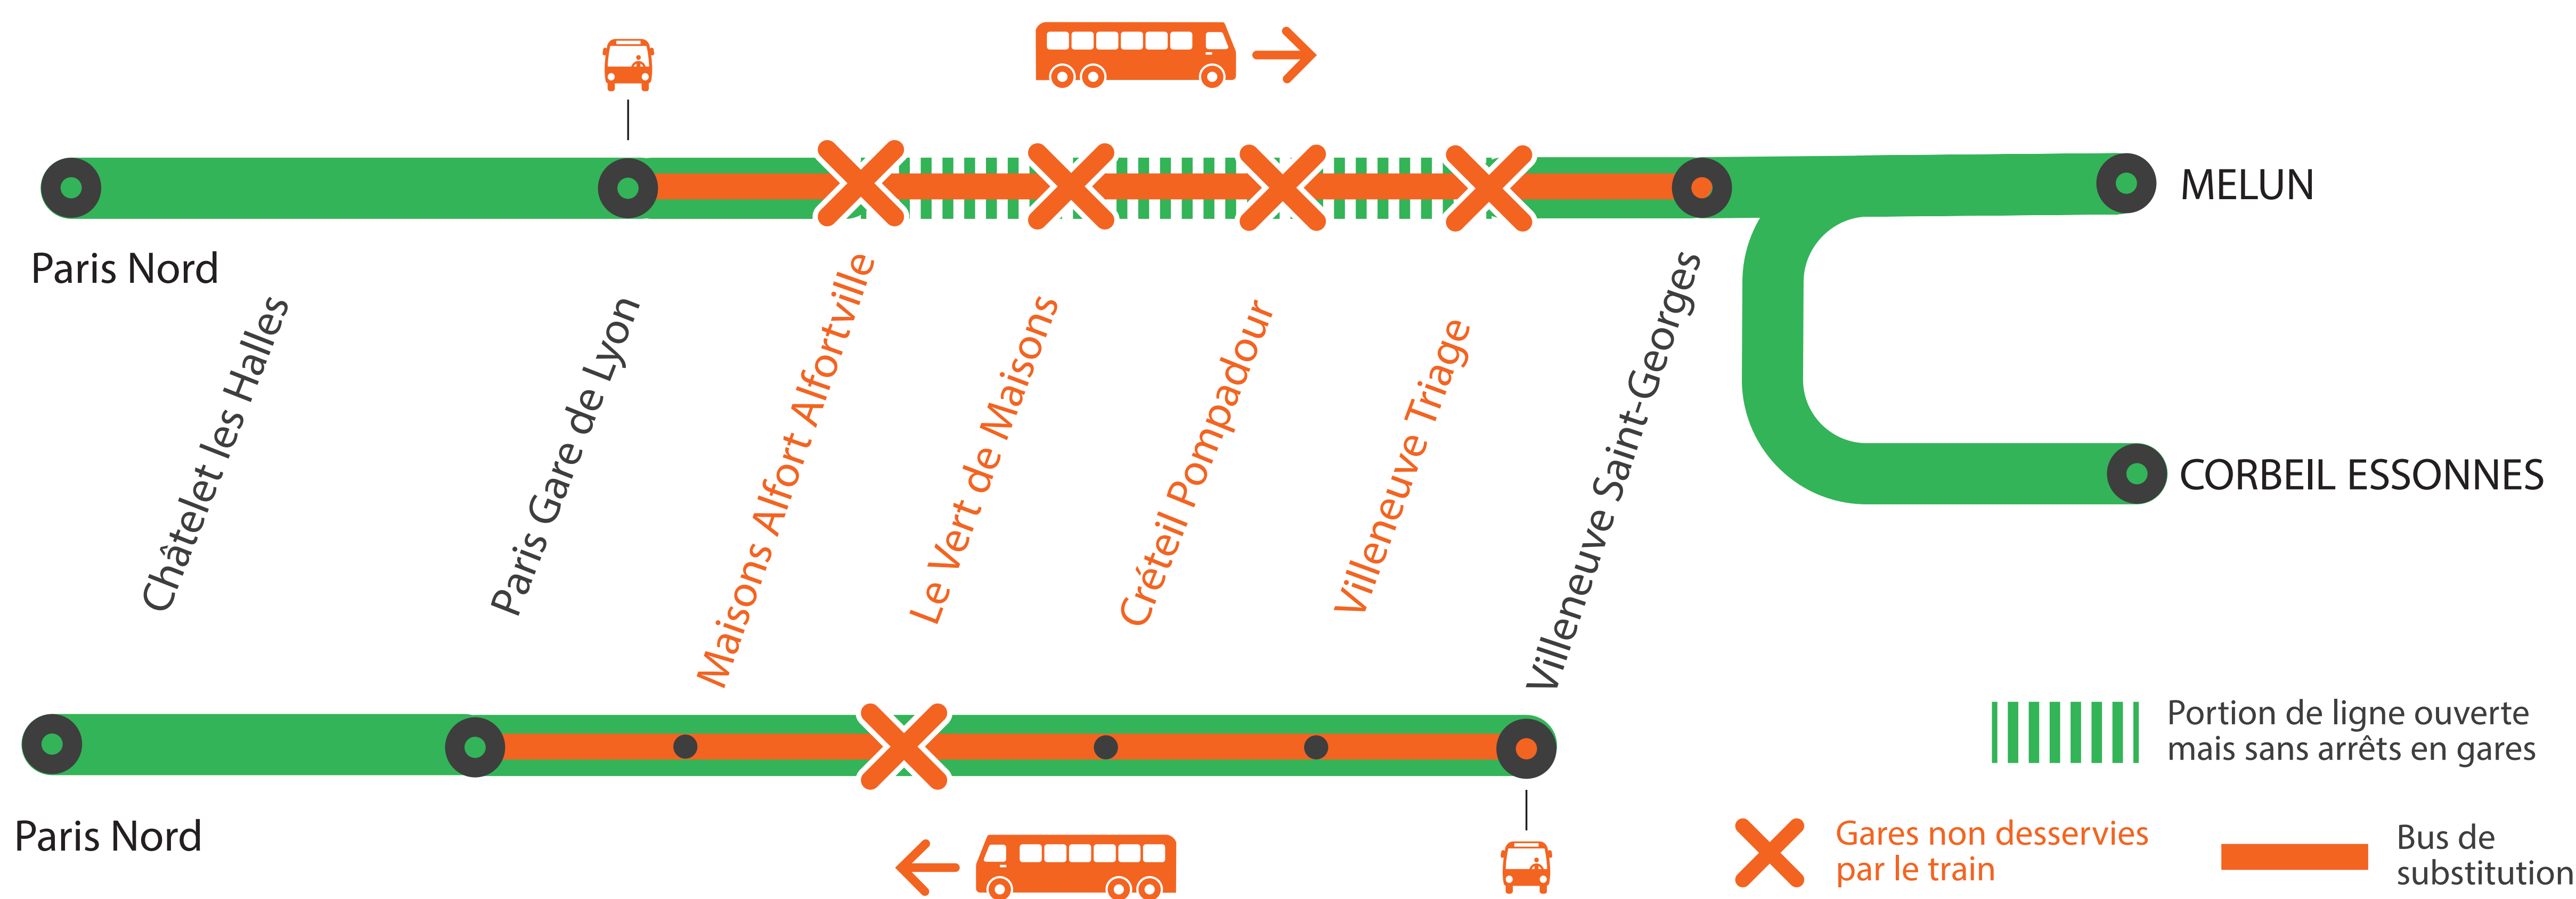 MELUN
Paris Nord
Châtelet les Halles
Paris Gare de Lyon
Maisons Alfort Alfortville
Le Vert de Maisons
Créteil Pompadour
Villeneuve Triage
Villeneuve Saint-Georges
CORBEIL ESSONNES
Paris Nord
Portion de ligne ouverte
mais sans arrêts en gares
Gares non desservies
par le train
Bus de
substitution